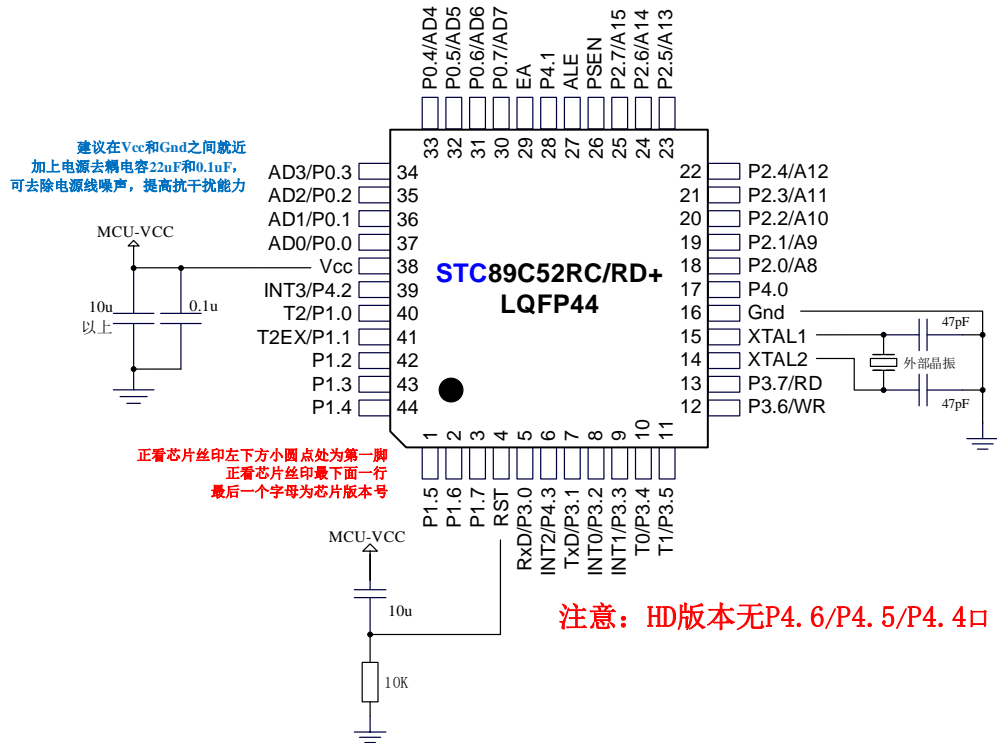 P0.4/AD4
P0.5/AD5
P0.6/AD6
P0.7/AD7
EA
P4.1
ALE
PSEN
P2.7/A15
P2.6/A14
P2.5/A13
33
32
31
30
29
28
27
26
25
24
23
建议在Vcc和Gnd之间就近
加上电源去耦电容22uF和0.1uF，
可去除电源线噪声，提高抗干扰能力
AD3/P0.3 34
AD2/P0.2 35
AD1/P0.1 36
AD0/P0.0 37
Vcc 38
INT3/P4.2 39
T2/P1.0 40
T2EX/P1.1 41
P1.2 42
P1.3 43
P1.4 44
MCU-VCC
10u
以上
0.1u
STC89C52RC/RD+
LQFP44
22 P2.4/A12
21 P2.3/A11
20 P2.2/A10
19 P2.1/A9
18 P2.0/A8
17 P4.0
16 Gnd
15 XTAL1
14 XTAL2
13 P3.7/RD
12 P3.6/WR
47pF
外部晶振
47pF
正看芯片丝印左下方小圆点处为第一脚
正看芯片丝印最下面一行
最后一个字母为芯片版本号
1
2
3
4
5
6
7
8
9
10
11
P1.5
P1.6
P1.7
RST
RxD/P3.0
INT2/P4.3
TxD/P3.1
INT0/P3.2
INT1/P3.3
T0/P3.4
T1/P3.5
MCU-VCC
10u
10K
注意：HD版本无P4.6/P4.5/P4.4口